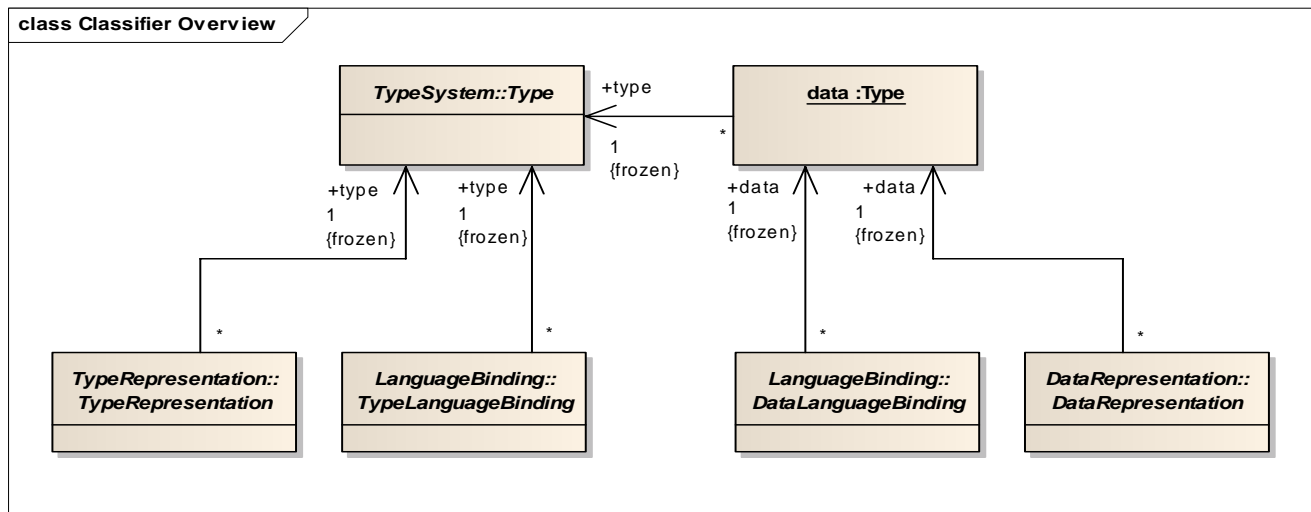 class Classifier Overview
TypeSystem::Type
+type
data :Type
*
1
{frozen}
+type
1
{frozen}
+type
1
{frozen}
+data
1
{frozen}
+data
1
{frozen}
*
*
*
*
TypeRepresentation::
TypeRepresentation
LanguageBinding::
TypeLanguageBinding
LanguageBinding::
DataLanguageBinding
DataRepresentation::
DataRepresentation